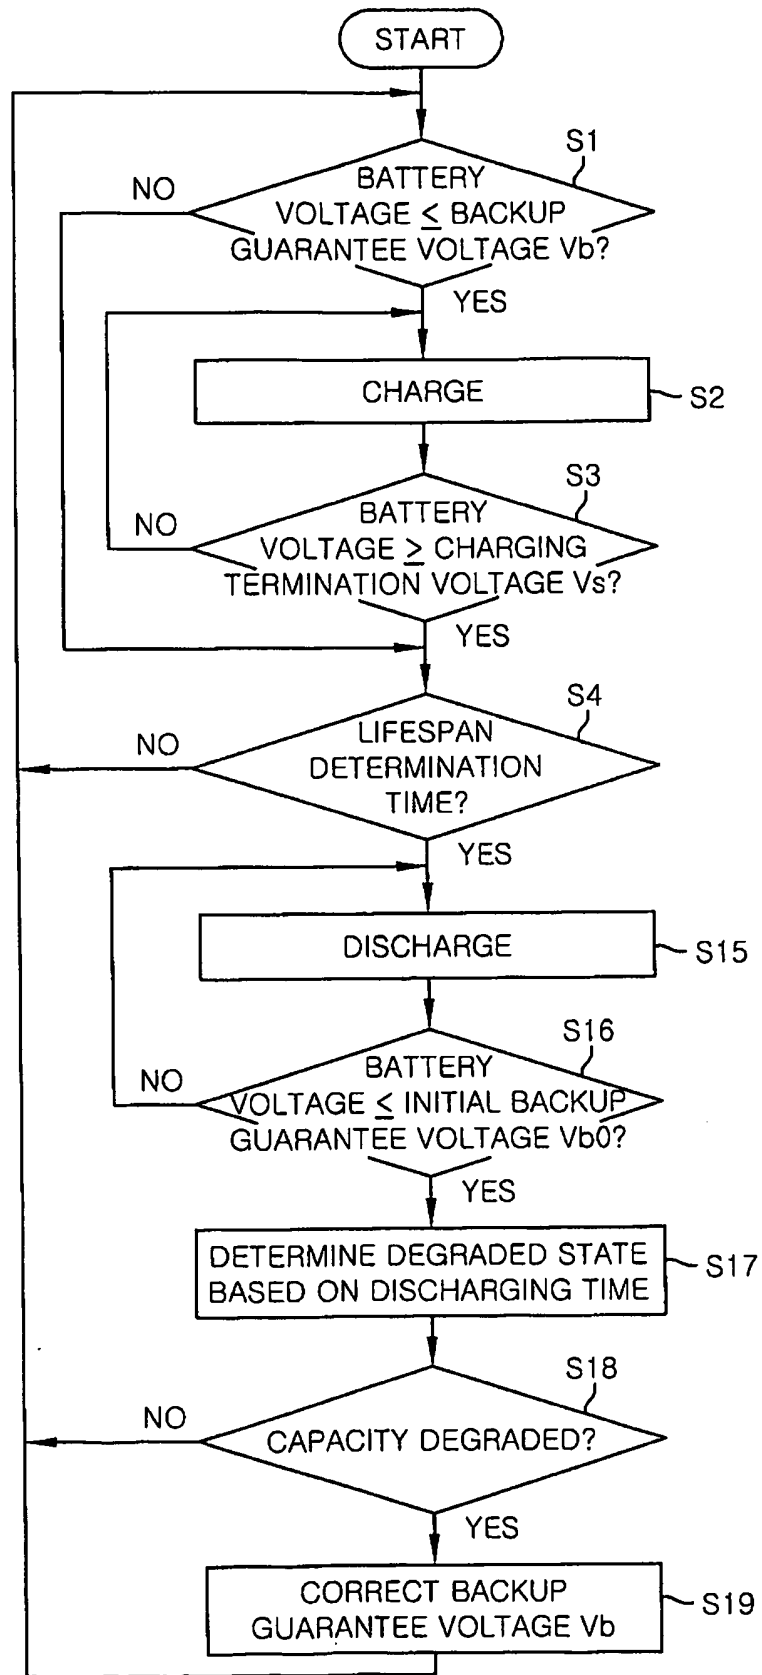 START
S1
BATTERY
NO
VOLTAGE ≤ BACKUP
GUARANTEE VOLTAGE Vb?
YES
CHARGE
S2
S3
BATTERY
NO
VOLTAGE ≥ CHARGING
TERMINATION VOLTAGE Vs?
YES
S4
LIFESPAN
NO
DETERMINATION
TIME?
YES
DISCHARGE
S15
S16
BATTERY
NO
VOLTAGE ≤ INITIAL BACKUP
GUARANTEE VOLTAGE Vb0?
YES
DETERMINE DEGRADED STATE
BASED ON DISCHARGING TIME
S17
S18
NO
CAPACITY DEGRADED?
YES
CORRECT BACKUP
GUARANTEE VOLTAGE Vb
S19